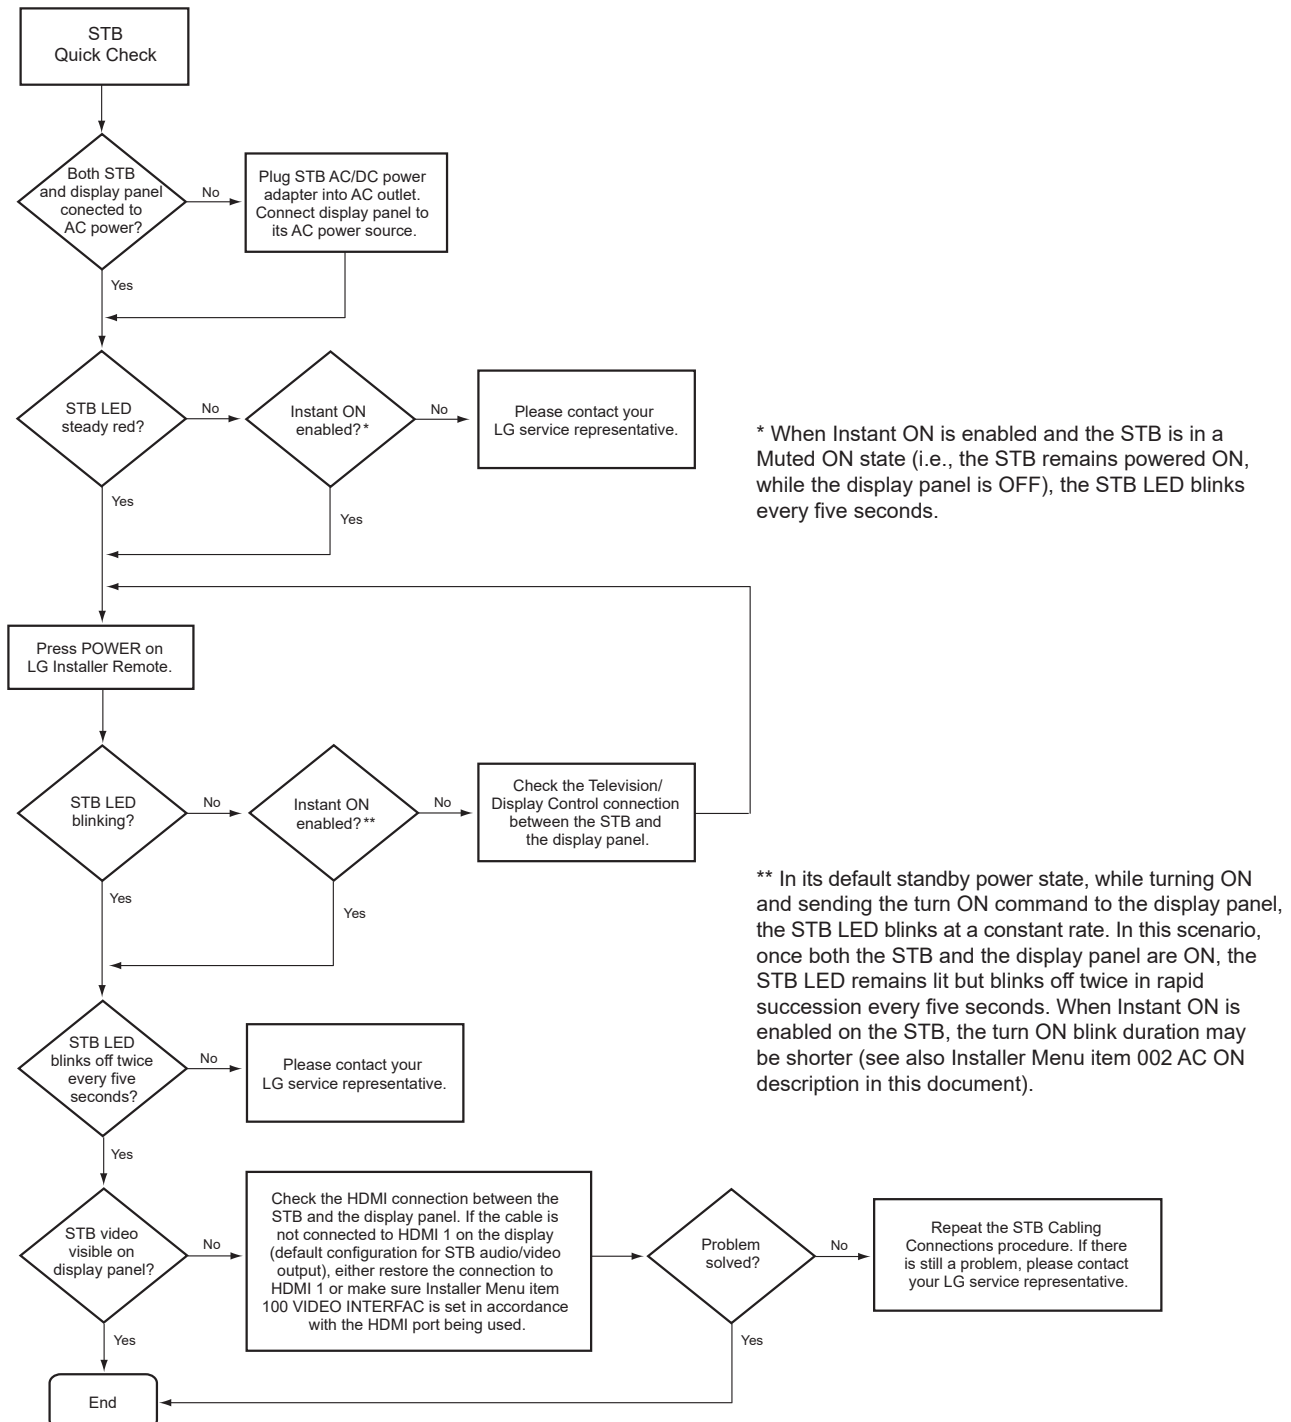 STB
Quick Check
Both STB
and display panel
conected to
AC power?
No
Plug STB AC/DC power
adapter into AC outlet.
Connect display panel to
its AC power source.
Yes
STB LED
steady red?
No
Instant ON
enabled?*
No
Please contact your
LG service representative.
* When Instant ON is enabled and the STB is in a
Muted ON state (i.e., the STB remains powered ON,
while the display panel is OFF), the STB LED blinks
every five seconds.
Yes
Yes
Press POWER on
LG Installer Remote.
STB LED
blinking?
No
Instant ON
enabled?**
No
Check the Television/
Display Control connection
between the STB and
the display panel.
Yes
Yes
** In its default standby power state, while turning ON
and sending the turn ON command to the display panel,
the STB LED blinks at a constant rate. In this scenario,
once both the STB and the display panel are ON, the
STB LED remains lit but blinks off twice in rapid
succession every five seconds. When Instant ON is
enabled on the STB, the turn ON blink duration may
be shorter (see also Installer Menu item 002 AC ON
description in this document).
STB LED
blinks off twice
every five
seconds?
No
Please contact your
LG service representative.
Yes
STB video
visible on
display panel?
No
Check the HDMI connection between the
STB and the display panel. If the cable is
not connected to HDMI 1 on the display
(default configuration for STB audio/video
output), either restore the connection to
HDMI 1 or make sure Installer Menu item
100 VIDEO INTERFAC is set in accordance
with the HDMI port being used.
Problem
solved?
No
Repeat the STB Cabling
Connections procedure. If there
is still a problem, please contact
your LG service representative.
Yes
Yes
End